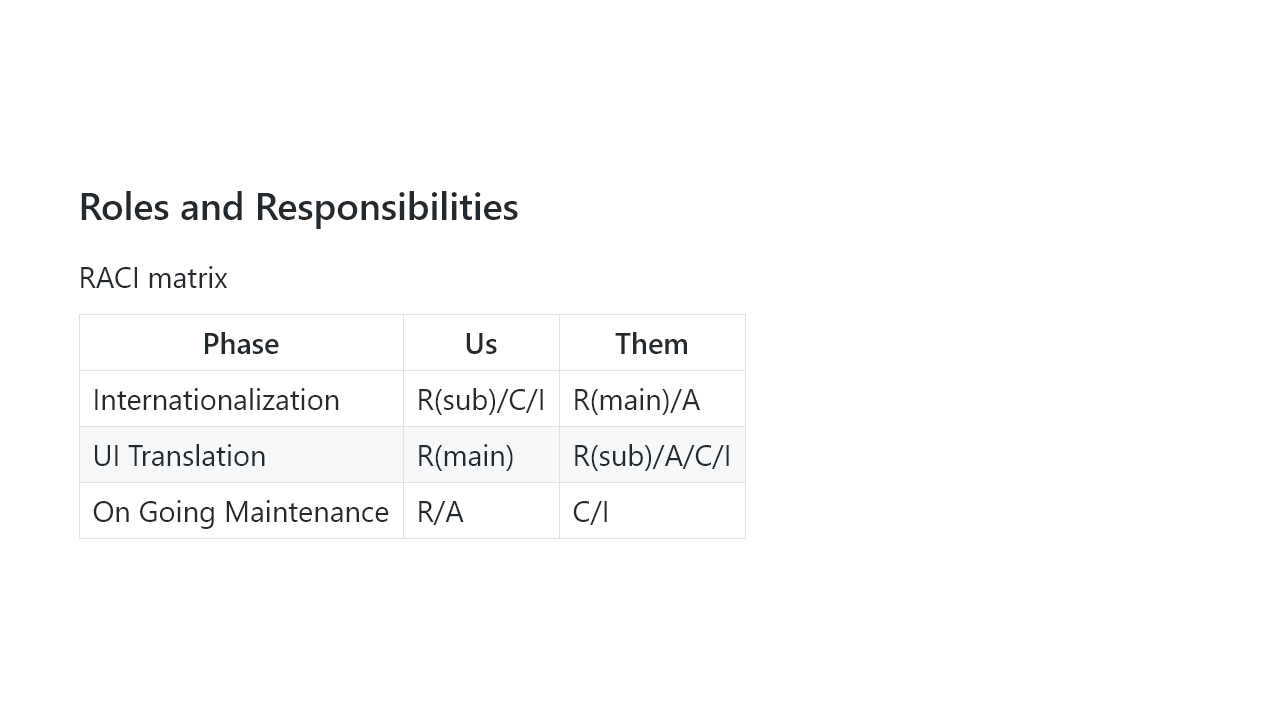 Roles and Responsibilities
RACI matrix
Phase Us Them
Internationalization R(sub)/C/I R(main)/A
UI Translation R(main) R(sub)/A/C/I
On Going Maintenance R/A C/I